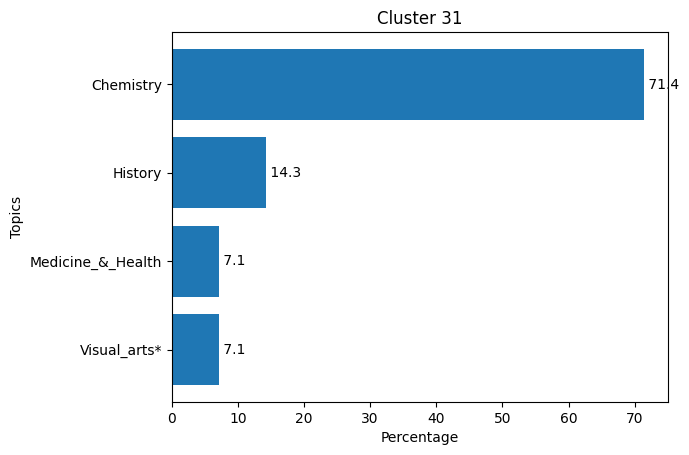 Cluster 31
Topics
Chemistry 71.4
History 14.3
Medicine_&_Health 7.1
Visual_arts* 7.1
0 10 20 30 40 50 60 70
Percentage